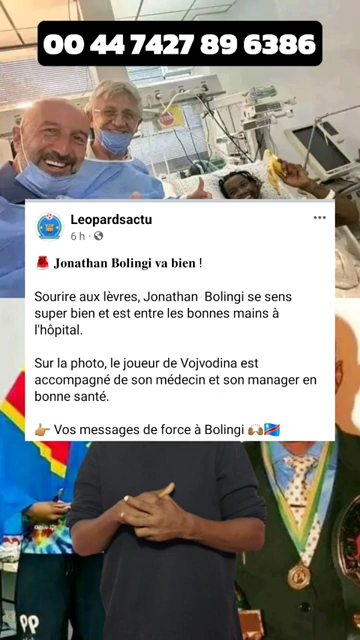 00 44 7427 89 6386
Leopardsactu
6 h ·
Jonathan Bolingi va bien !
Sourire aux lèvres, Jonathan Bolingi se sens
super bien et est entre les bonnes mains à
l'hôpital.
Sur la photo, le joueur de Vojvodina est
accompagné de son médecin et son manager en
bonne santé.
👉🏽 Vos messages de force à Bolingi 🙌🏽🇨🇩